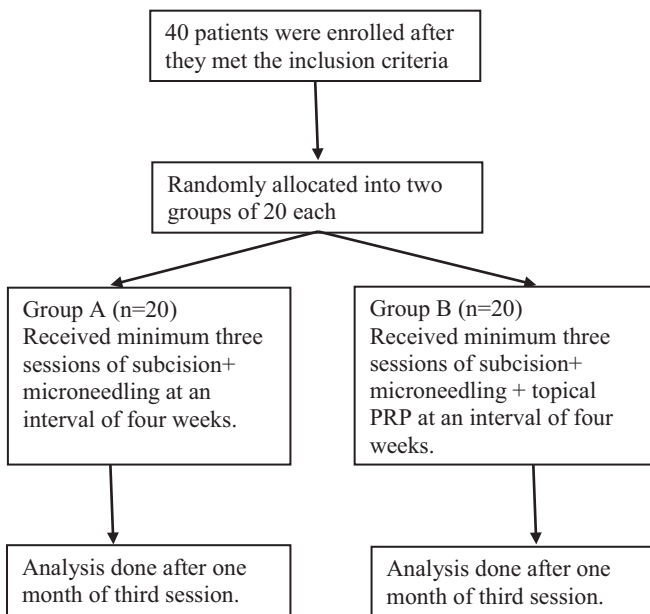 40 patients were enrolled after
they met the inclusion criteria
Randomly allocated into two
groups of 20 each
Group A (n=20)
Received minimum three
sessions of subcision+
microneedling at an
interval of four weeks.
Group B (n=20)
Received minimum three
sessions of subcision+
microneedling + topical
PRP at an interval of four
weeks.
Analysis done after one
month of third session.
Analysis done after one
month of third session.